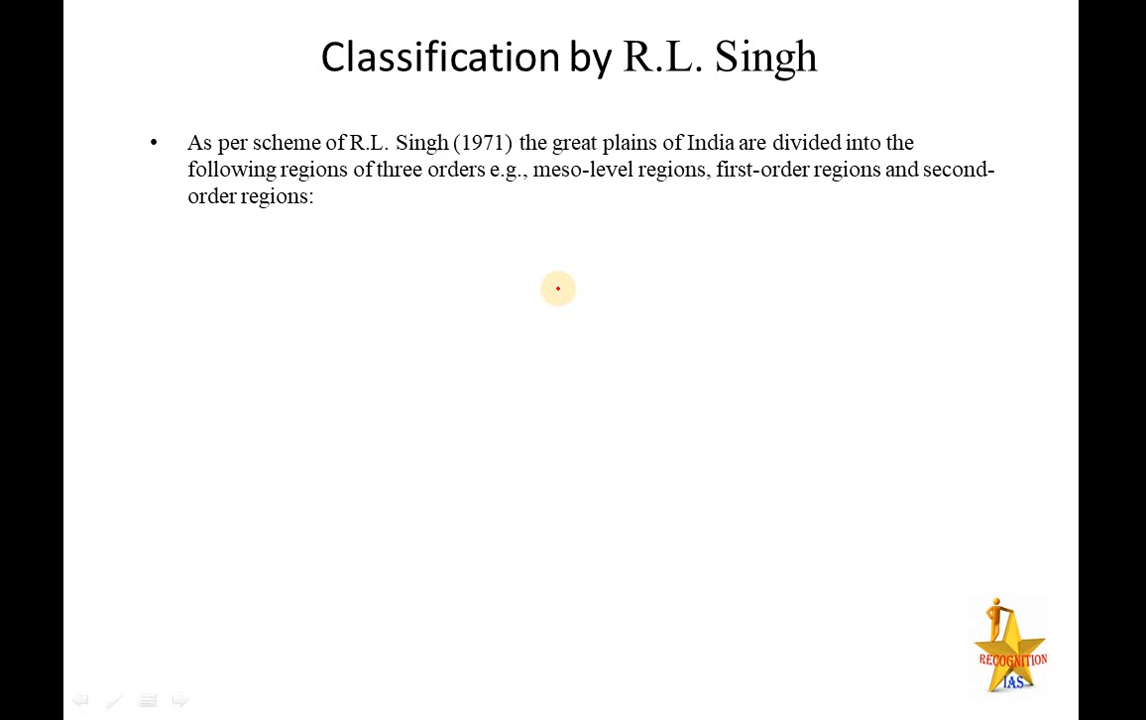 Classification by R.L. Singh
• As per scheme of R.L. Singh (1971) the great plains of India are divided into the
following regions of three orders e.g., meso-level regions, first-order regions and second-
order regions:
RECOGNITION
IAS